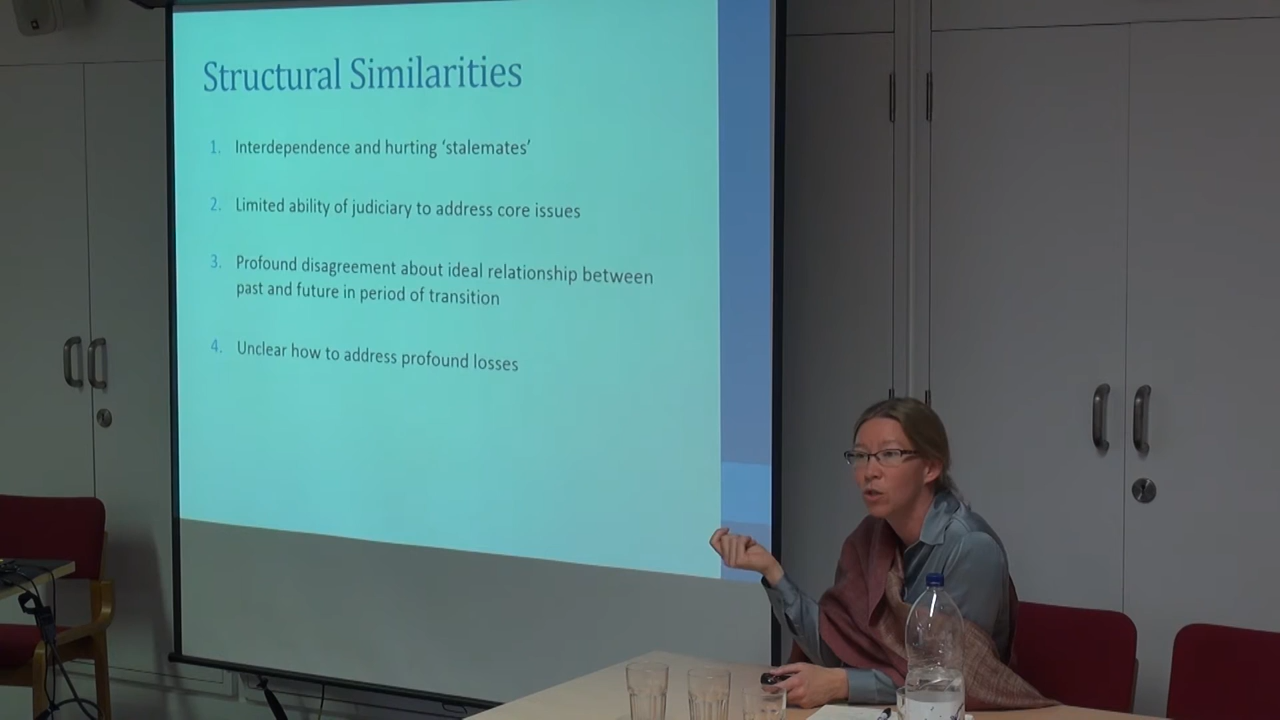 Structural Similarities
1. Interdependence and hurting ‘stalemates’
2. Limited ability of judiciary to address core issues
3. Profound disagreement about ideal relationship between
past and future in period of transition
4. Unclear how to address profound losses